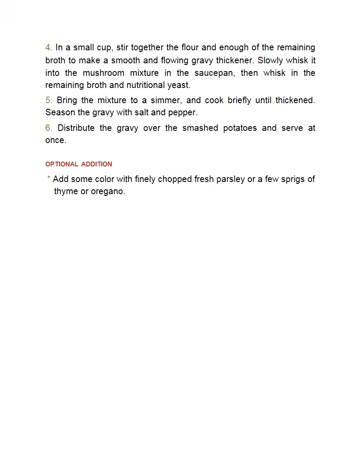 4. In a small cup, stir together the flour and enough of the remaining
broth to make a smooth and flowing gravy thickener. Slowly whisk it
into the mushroom mixture in the saucepan, then whisk in the
remaining broth and nutritional yeast.
5. Bring the mixture to a simmer, and cook briefly until thickened.
Season the gravy with salt and pepper.
6. Distribute the gravy over the smashed potatoes and serve at
once.
OPTIONAL ADDITION
* Add some color with finely chopped fresh parsley or a few sprigs of
thyme or oregano.